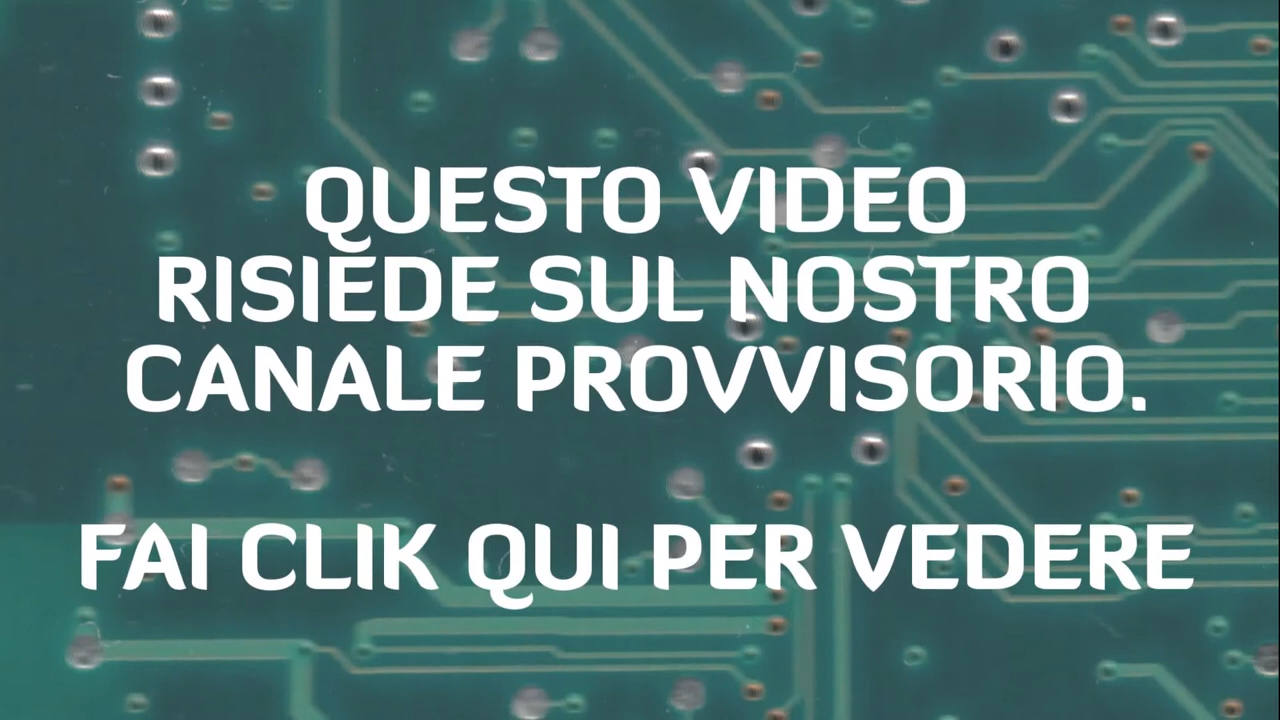 QUESTO VIDEO
RISIEDE SUL NOSTRO
CANALE PROVVISORIO.
FAI CLIK QUI PER VEDERE